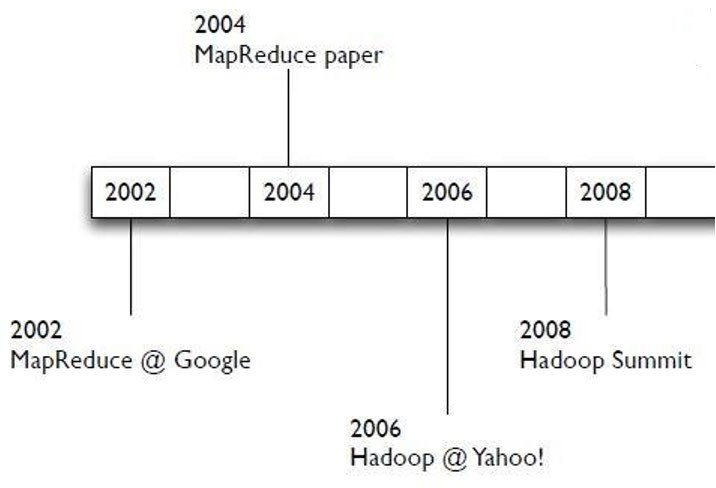 2004
MapReduce paper
2002 2004 2006 2008
2002
MapReduce @ Google
2008
Hadoop Summit
2006
Hadoop @ Yahoo!